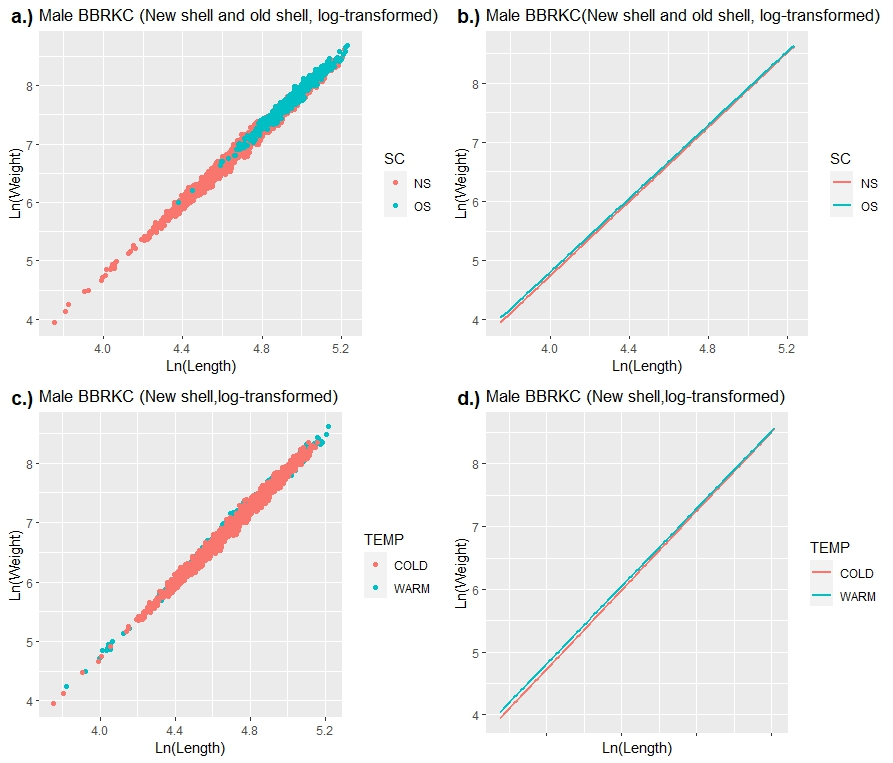 a.) Male BBRKC (New shell and old shell, log-transformed)
Ln(Weight)
8
7
6
5
4
4.0 4.4 4.8 5.2
Ln(Length)
SC
NS
OS
b.) Male BBRKC(New shell and old shell, log-transformed)
Ln(Weight)
8
7
6
5
4
4.0 4.4 4.8 5.2
Ln(Length)
SC
NS
OS
c.) Male BBRKC (New shell,log-transformed)
Ln(Weight)
8
7
6
5
4
4.0 4.4 4.8 5.2
Ln(Length)
TEMP
COLD
WARM
d.) Male BBRKC (New shell,log-transformed)
Ln(Weight)
8
7
6
5
4
Ln(Length)
TEMP
COLD
WARM